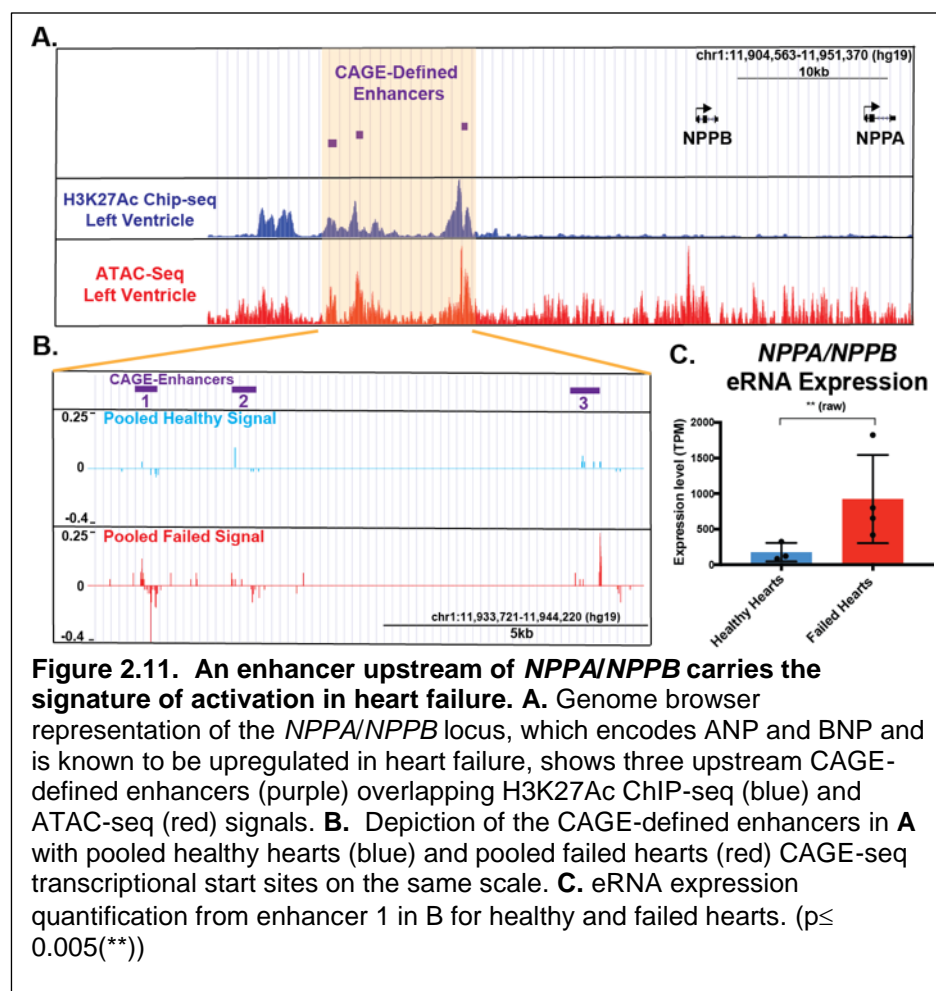 A.
chr1:11,904,563-11,951,370 (hg19)
10kb
CAGE-Defined
Enhancers
NPPB
NPPA
H3K27Ac Chip-seq
Left Ventricle
ATAC-Seq
Left Ventricle
B.
CAGE-Enhancers
1
2
3
0.25
Pooled Healthy Signal
0
-0.4
0.25
Pooled Failed Signal
0
chr1:11,933,721-11,944,220 (hg19)
5kb
-0.4
C.
NPPA/NPPB
eRNA Expression
** (raw)
Expression level (TPM)
2000
1500
1000
500
0
Healthy Hearts
Failed Hearts
Figure 2.11. An enhancer upstream of NPPA/NPPB carries the
signature of activation in heart failure. A. Genome browser
representation of the NPPA/NPPB locus, which encodes ANP and BNP and
is known to be upregulated in heart failure, shows three upstream CAGE-
defined enhancers (purple) overlapping H3K27Ac ChIP-seq (blue) and
ATAC-seq (red) signals. B. Depiction of the CAGE-defined enhancers in A
with pooled healthy hearts (blue) and pooled failed hearts (red) CAGE-seq
transcriptional start sites on the same scale. C. eRNA expression
quantification from enhancer 1 in B for healthy and failed hearts. (p≤
0.005(**))